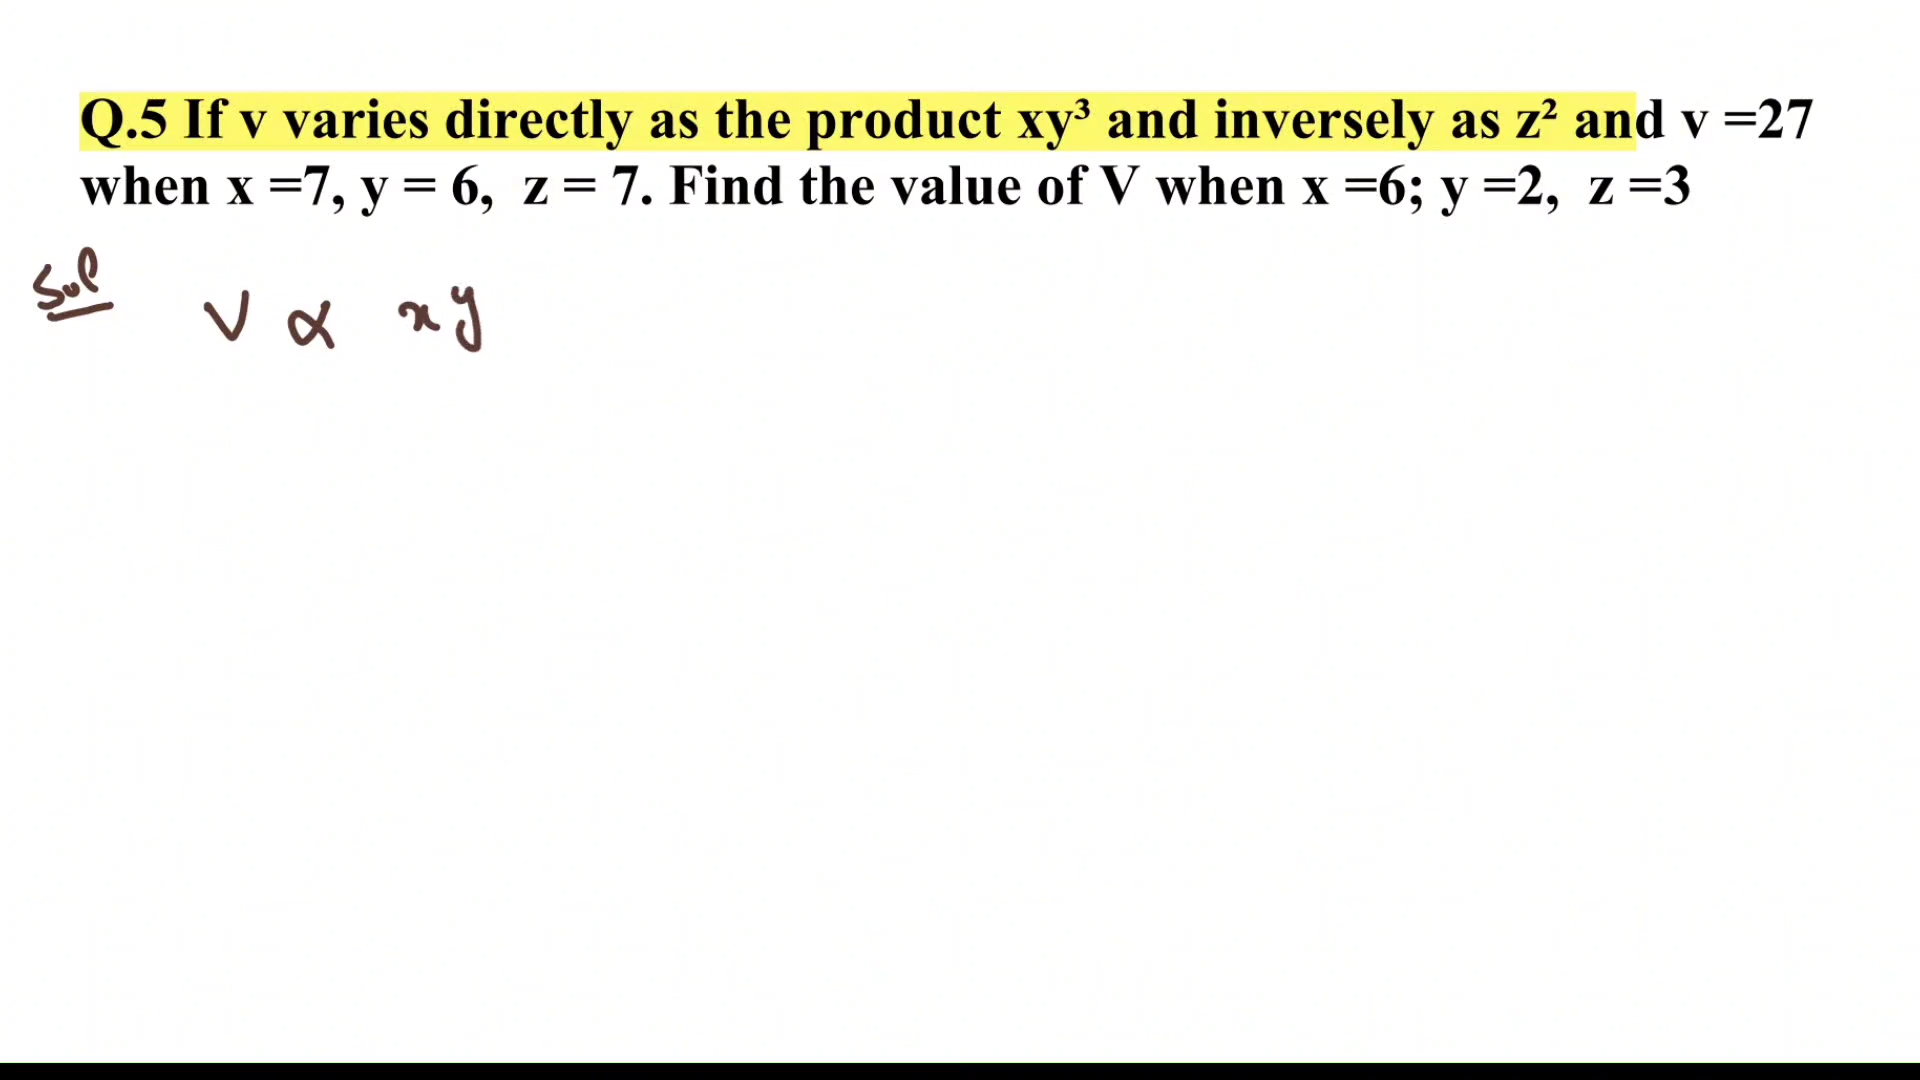 Q.5 If v varies directly as the product xy³ and inversely as z² and v =27
when x =7, y = 6, z = 7. Find the value of V when x =6; y =2, z =3
Sol
V ∝ xy